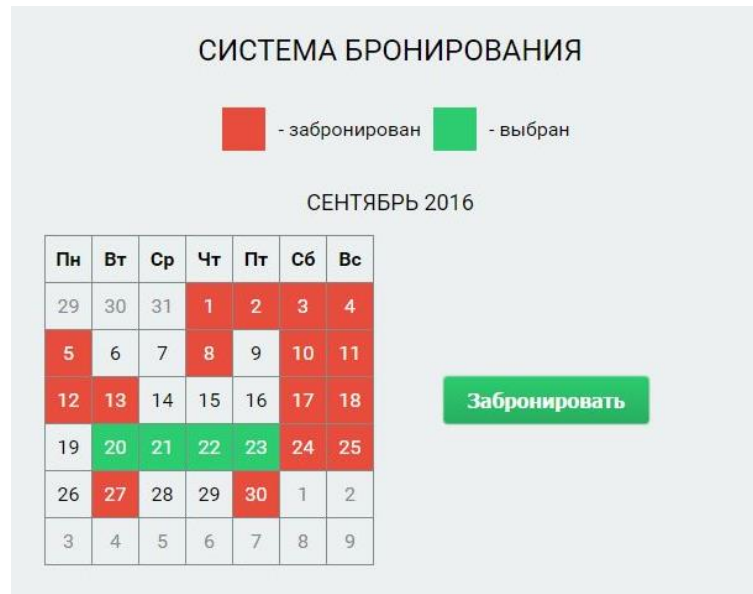 СИСТЕМА БРОНИРОВАНИЯ
- забронирован - выбран
СЕНТЯБРЬ 2016
Пн Вт Ср Чт Пт Сб Вс
29 30 31 1 2 3 4
5 6 7 8 9 10 11
12 13 14 15 16 17 18
Забронировать
19 20 21 22 23 24 25
26 27 28 29 30 1 2
3 4 5 6 7 8 9